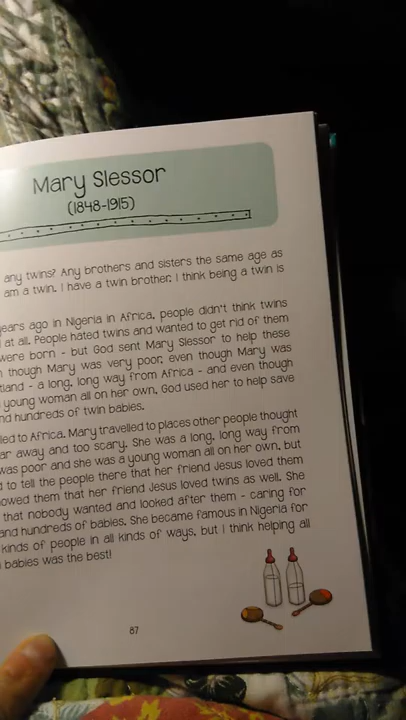 Mary Slessor
(1848-1915)
any twins? Any brothers and sisters the same age as
am a twin. I have a twin brother. I think being a twin is
years ago in Nigeria in Africa, people didn't think twins
at all. People hated twins and wanted to get rid of them
were born - but God sent Mary Slessor to help these
though Mary was very poor, even though Mary was
tland - a long, long way from Africa - and even though
young woman all on her own, God used her to help save
nd hundreds of twin babies.
led to Africa. Mary travelled to places other people thought
ar away and too scary. She was a long, long way from
was poor and she was a young woman all on her own, but
d to tell the people there that her friend Jesus loved them
howed them that her friend Jesus loved twins as well. She
that nobody wanted and looked after them - caring for
and hundreds of babies. She became famous in Nigeria for
kinds of people in all kinds of ways, but I think helping all
babies was the best!
87